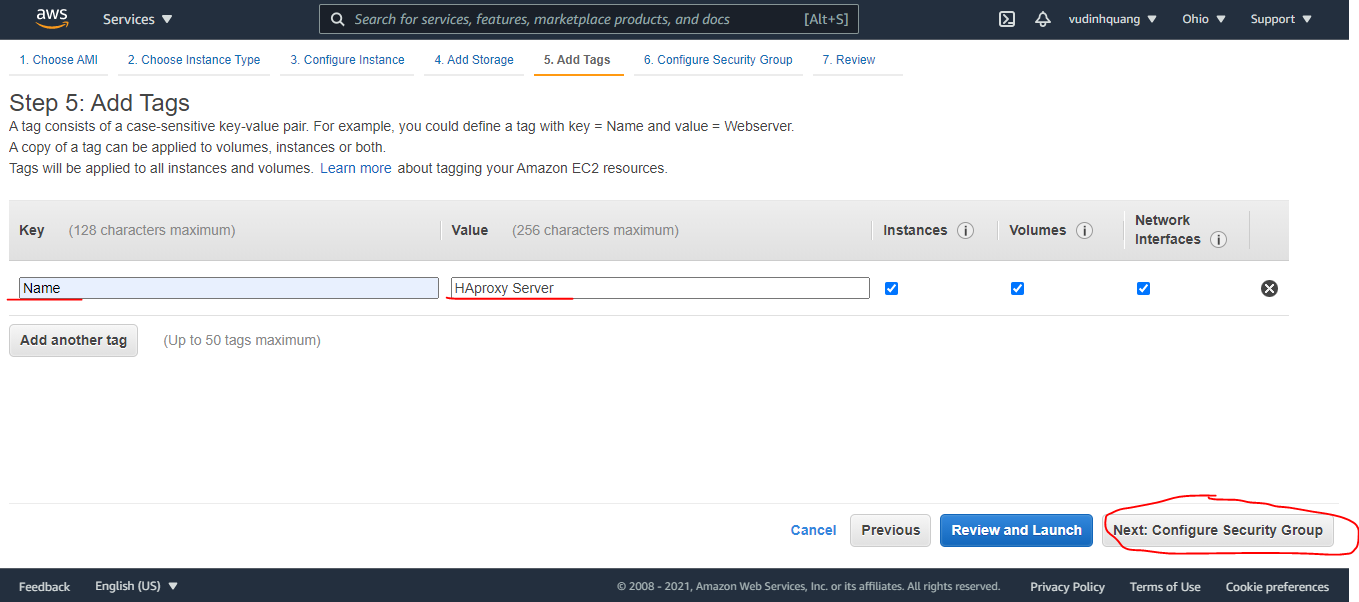 aws Services Search for services, features, marketplace products, and docs [Alt+S] vudinhquang Ohio Support
1. Choose AMI 2. Choose Instance Type 3. Configure Instance 4. Add Storage 5. Add Tags 6. Configure Security Group 7. Review
Step 5: Add Tags
A tag consists of a case-sensitive key-value pair. For example, you could define a tag with key = Name and value = Webserver.
A copy of a tag can be applied to volumes, instances or both.
Tags will be applied to all instances and volumes. Learn more about tagging your Amazon EC2 resources.
Key (128 characters maximum) Value (256 characters maximum) Instances i Volumes i Network
Interfaces i
Name HAproxy Server
Add another tag (Up to 50 tags maximum)
Cancel Previous Review and Launch Next: Configure Security Group
Feedback English (US) © 2008 - 2021, Amazon Web Services, Inc. or its affiliates. All rights reserved. Privacy Policy Terms of Use Cookie preferences